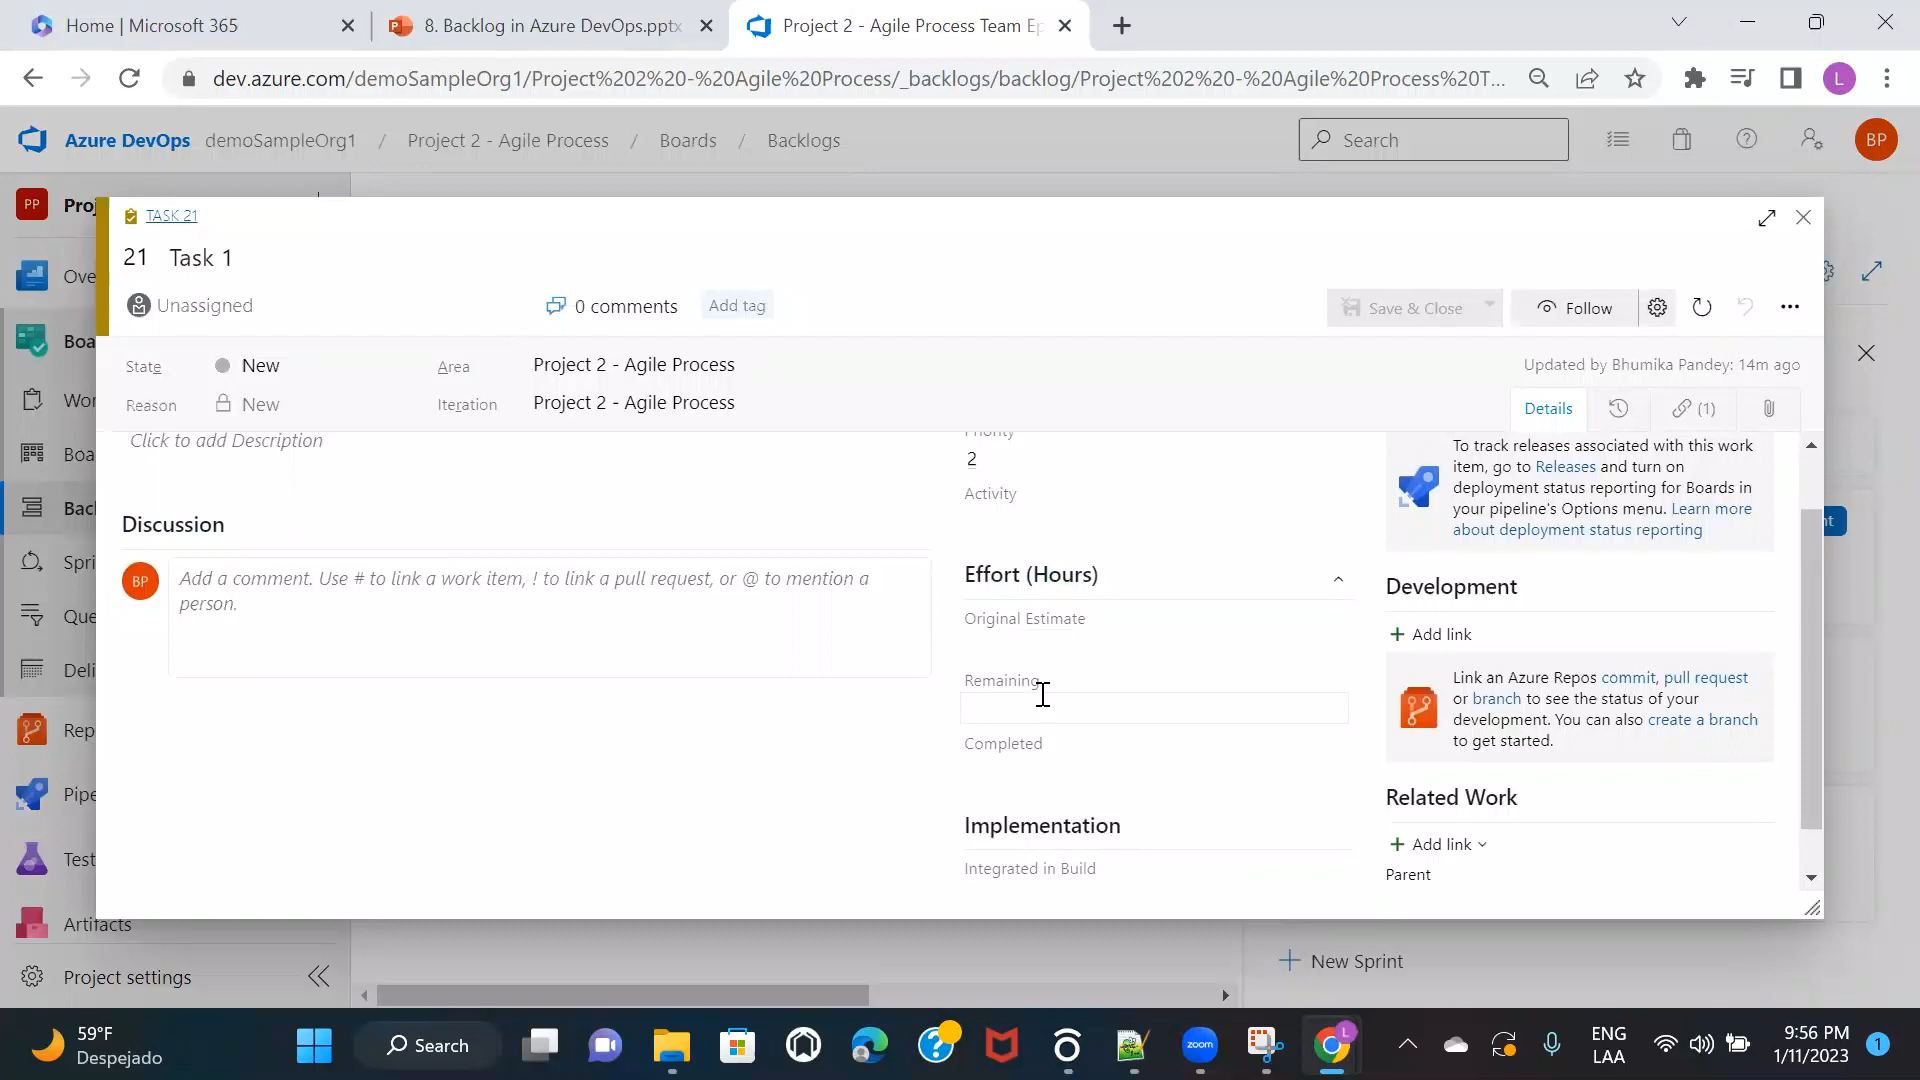 Home | Microsoft 365
8. Backlog in Azure DevOps.pptx
Project 2 - Agile Process Team Ep
dev.azure.com/demoSampleOrg1/Project%202%20-%20Agile%20Process/_backlogs/backlog/Project%202%20-%20Agile%20Process%20T...
L
Azure DevOps demoSampleOrg1 / Project 2 - Agile Process / Boards / Backlogs
Search
BP
PP Proj
Ove
Boa
Wor
Boa
Back
Spri
Que
Deli
Rep
Pipe
Test
Artifacts
Project settings
TASK 21
21 Task 1
Unassigned
0 comments
Add tag
Save & Close
Follow
State New
Area Project 2 - Agile Process
Updated by Bhumika Pandey: 14m ago
Reason New
Iteration Project 2 - Agile Process
Details
(1)
Click to add Description
Discussion
BP
Add a comment. Use # to link a work item, ! to link a pull request, or @ to mention a
person.
Priority
2
Activity
Effort (Hours)
Original Estimate
Remaining
Completed
Implementation
Integrated in Build
To track releases associated with this work
item, go to Releases and turn on
deployment status reporting for Boards in
your pipeline's Options menu. Learn more
about deployment status reporting
Development
+ Add link
Link an Azure Repos commit, pull request
or branch to see the status of your
development. You can also create a branch
to get started.
Related Work
+ Add link
Parent
nt
New Sprint
59°F
Despejado
Search
zoom
L
ENG
LAA
9:56 PM
1/11/2023
1